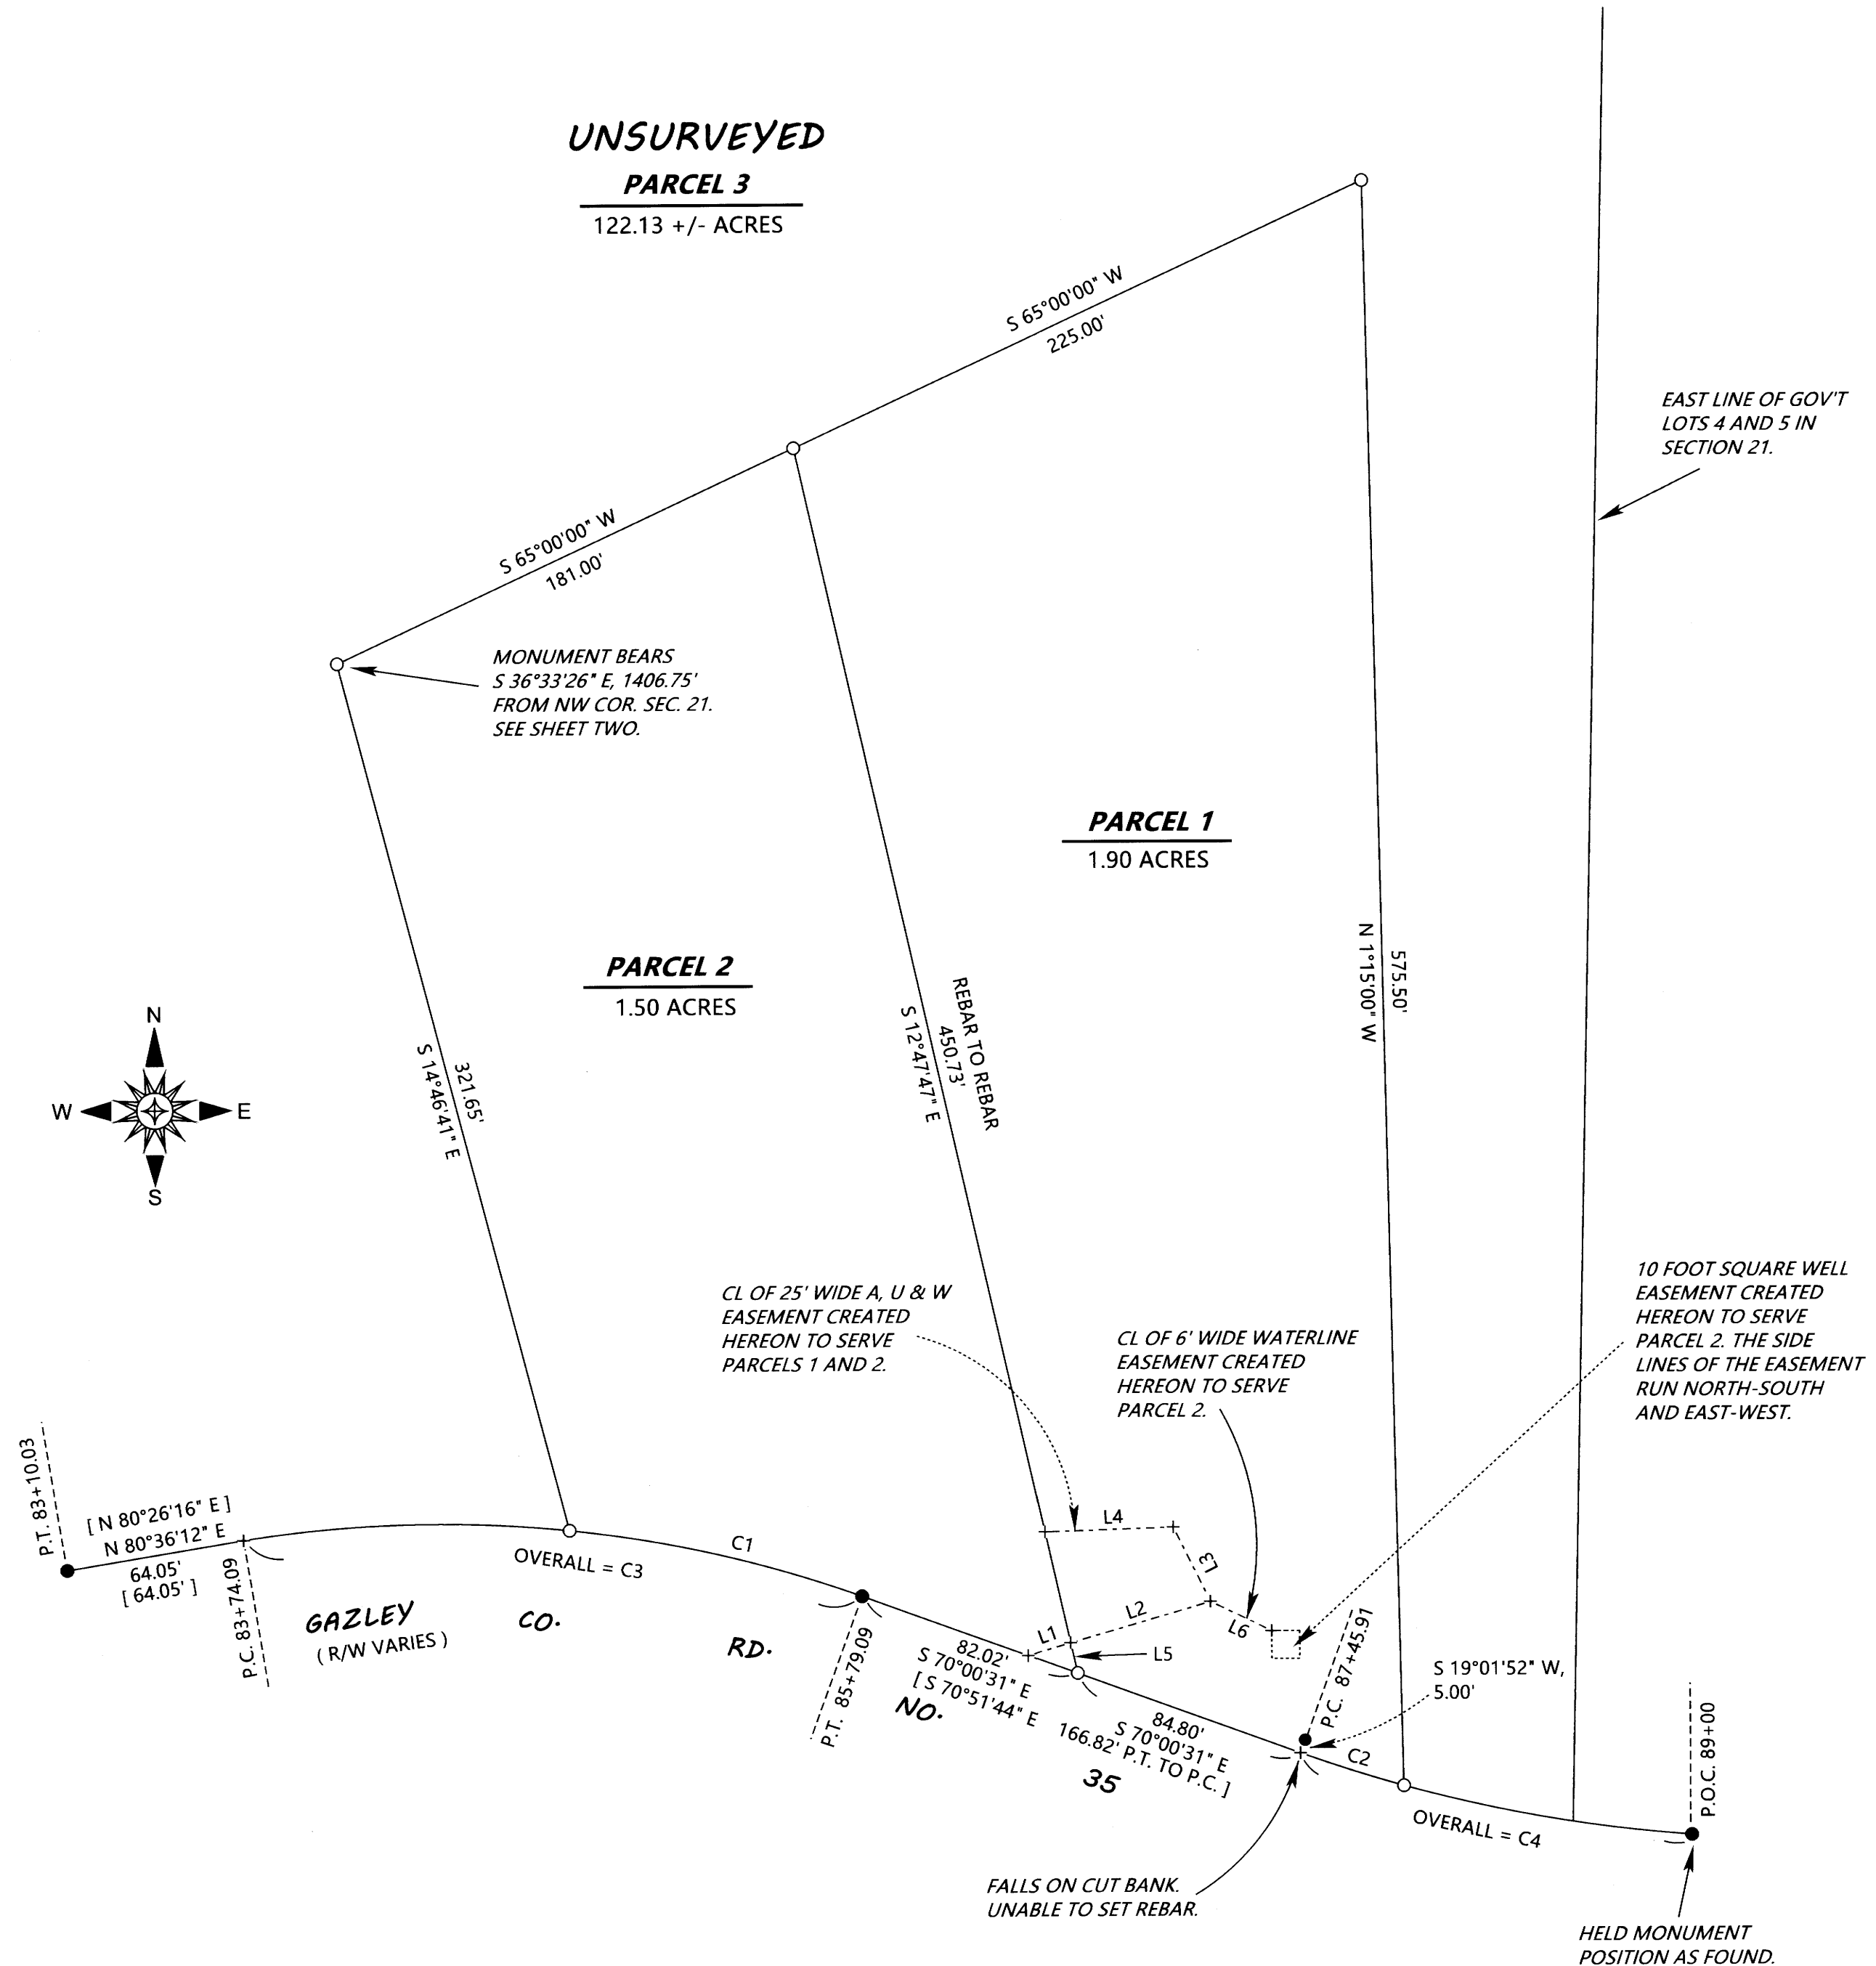 UNSURVEYED
PARCEL 3
122.13 +/- ACRES
S 65°00'00" W
225.00'
EAST LINE OF GOV'T
LOTS 4 AND 5 IN
SECTION 21.
S 65°00'00" W
181.00'
MONUMENT BEARS
S 36°33'26" E, 1406.75'
FROM NW COR. SEC. 21.
SEE SHEET TWO.
PARCEL 1
1.90 ACRES
PARCEL 2
1.50 ACRES
575.50'
N 1°15'00" W
REBAR TO REBAR
450.73'
S 12°47'47" E
321.65'
S 14°46'41" E
N
W
E
S
CL OF 25' WIDE A, U & W
EASEMENT CREATED
HEREON TO SERVE
PARCELS 1 AND 2.
CL OF 6' WIDE WATERLINE
EASEMENT CREATED
HEREON TO SERVE
PARCEL 2.
10 FOOT SQUARE WELL
EASEMENT CREATED
HEREON TO SERVE
PARCEL 2. THE SIDE
LINES OF THE EASEMENT
RUN NORTH-SOUTH
AND EAST-WEST.
P.T. 83+10.03
[ N 80°26'16" E ]
N 80°36'12" E
64.05'
[ 64.05' ]
P.C. 83+74.09
C1
OVERALL = C3
GAZLEY
CO.
RD.
NO.
35
( R/W VARIES )
P.T. 85+79.09
L4
L3
L2
L1
L6
L5
82.02'
S 70°00'31" E
[ S 70°51'44" E
166.82' P.T. TO P.C. ]
84.80'
S 70°00'31" E
P.C. 87+45.91
S 19°01'52" W,
5.00'
C2
OVERALL = C4
P.O.C. 89+00
FALLS ON CUT BANK.
UNABLE TO SET REBAR.
HELD MONUMENT
POSITION AS FOUND.